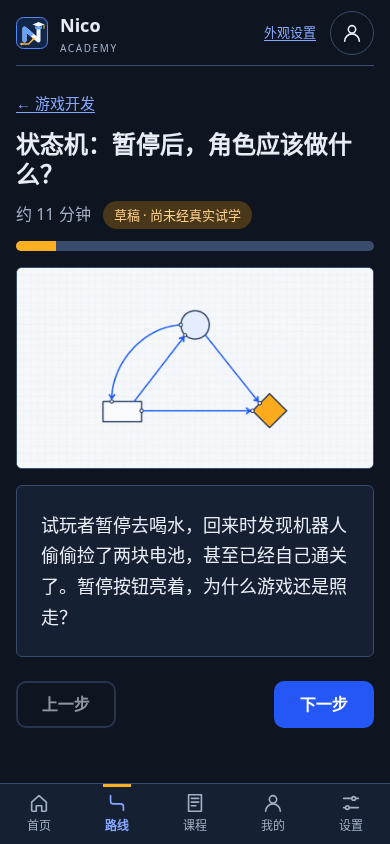 Nico
ACADEMY
外观设置
← 游戏开发
状态机：暂停后，角色应该做什
么？
约 11 分钟
草稿 · 尚未经真实试学
试玩者暂停去喝水，回来时发现机器人
偷偷捡了两块电池，甚至已经自己通关
了。暂停按钮亮着，为什么游戏还是照
走？
上一步
下一步
首页
路线
课程
我的
设置